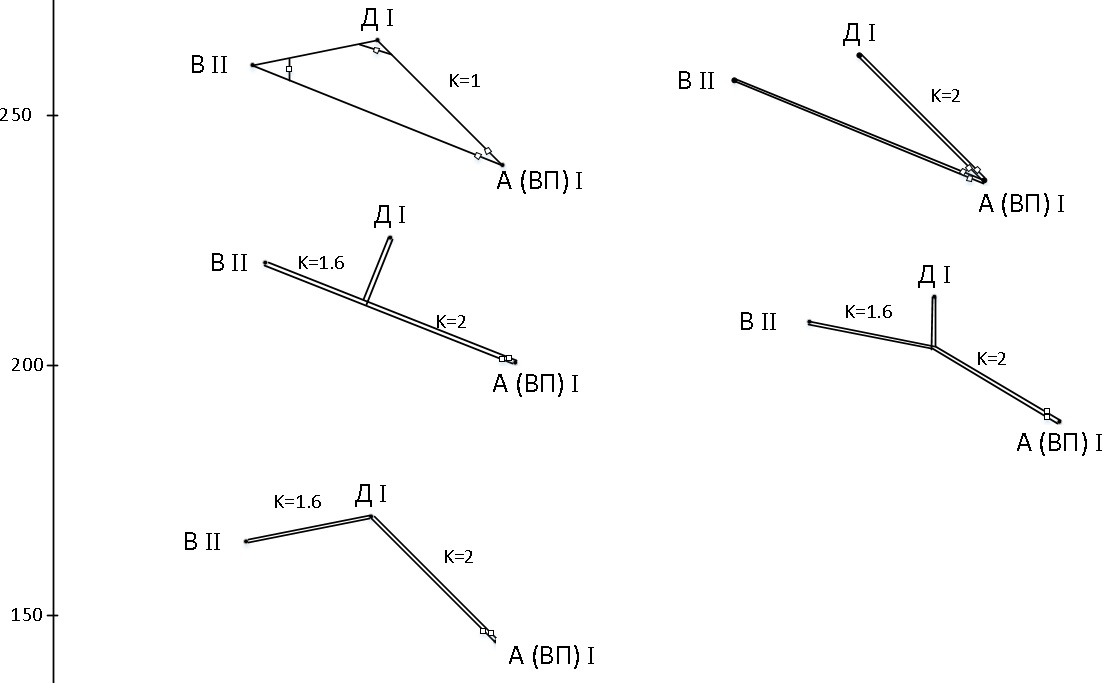 Д I
В II
K=1
А (ВП) I
Д I
В II
K=2
А (ВП) I
250
Д I
В II
K=1.6
K=2
А (ВП) I
Д I
В II
K=1.6
K=2
А (ВП) I
200
K=1.6
Д I
В II
K=2
А (ВП) I
150